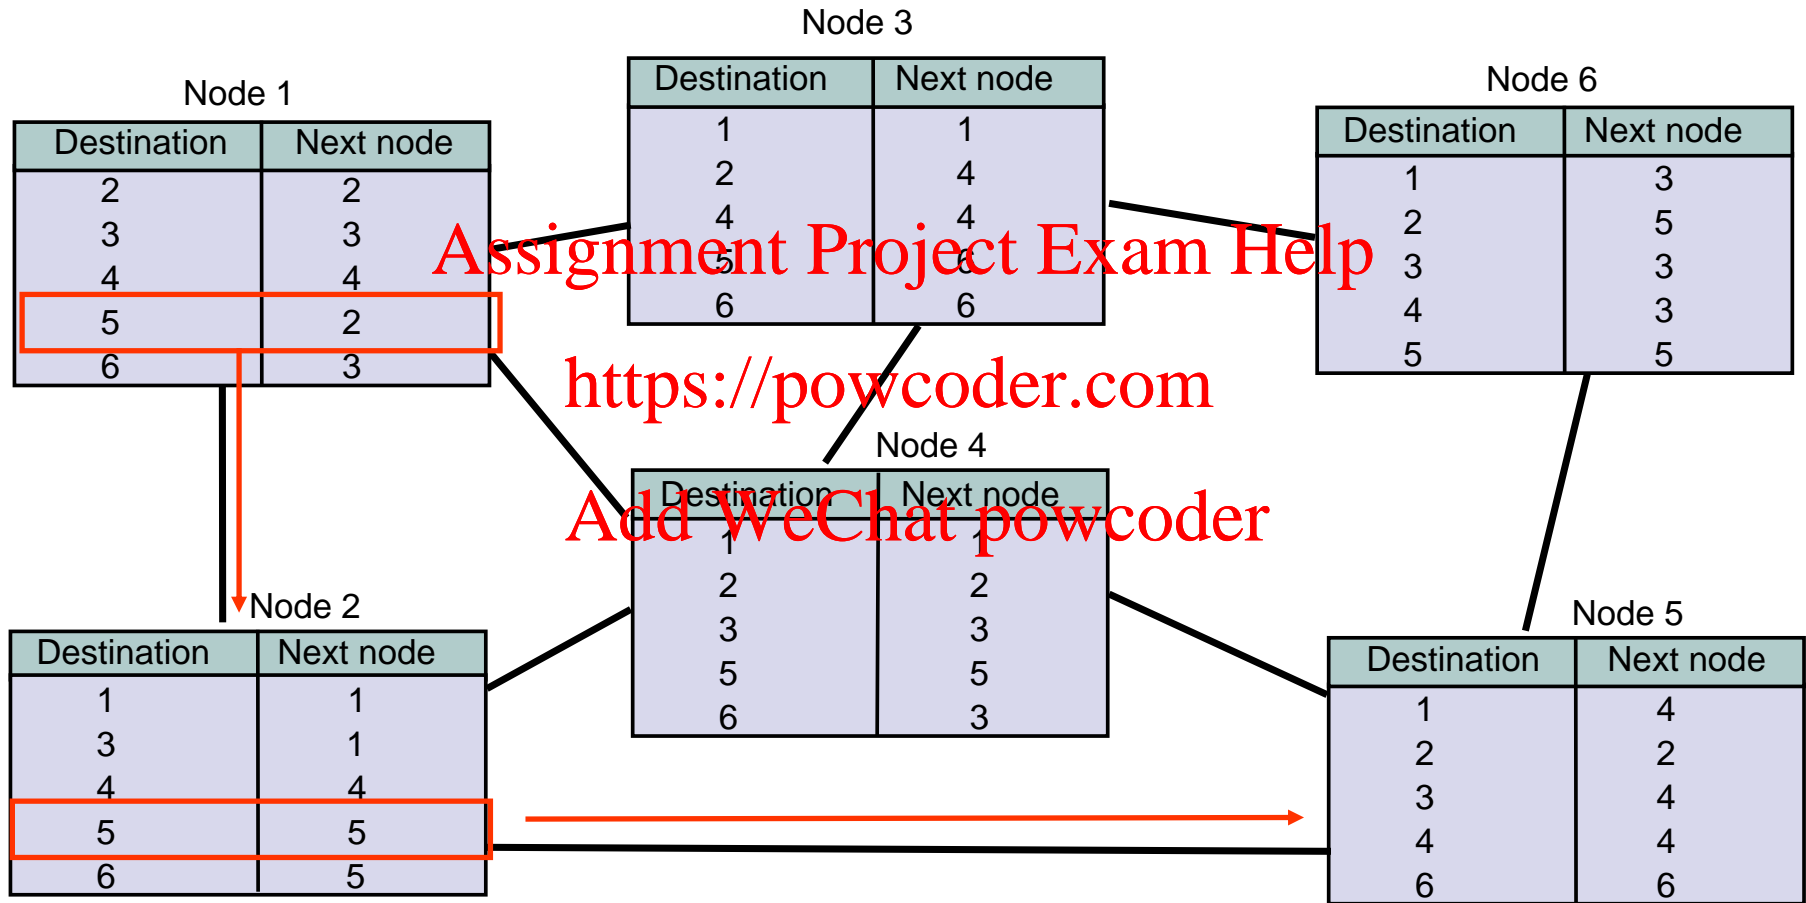 Node 3
Destination Next node
1 1
2 4
4 4
5 6
6 6
Node 1
Destination Next node
2 2
3 3
4 4
5 2
6 3
Node 6
Destination Next node
1 3
2 5
3 3
4 3
5 5
Assignment Project Exam Help
https://powcoder.com
Node 4
Destination Next node
1 1
2 2
3 3
5 5
6 3
Add WeChat powcoder
Node 2
Destination Next node
1 1
3 1
4 4
5 5
6 5
Node 5
Destination Next node
1 4
2 2
3 4
4 4
6 6